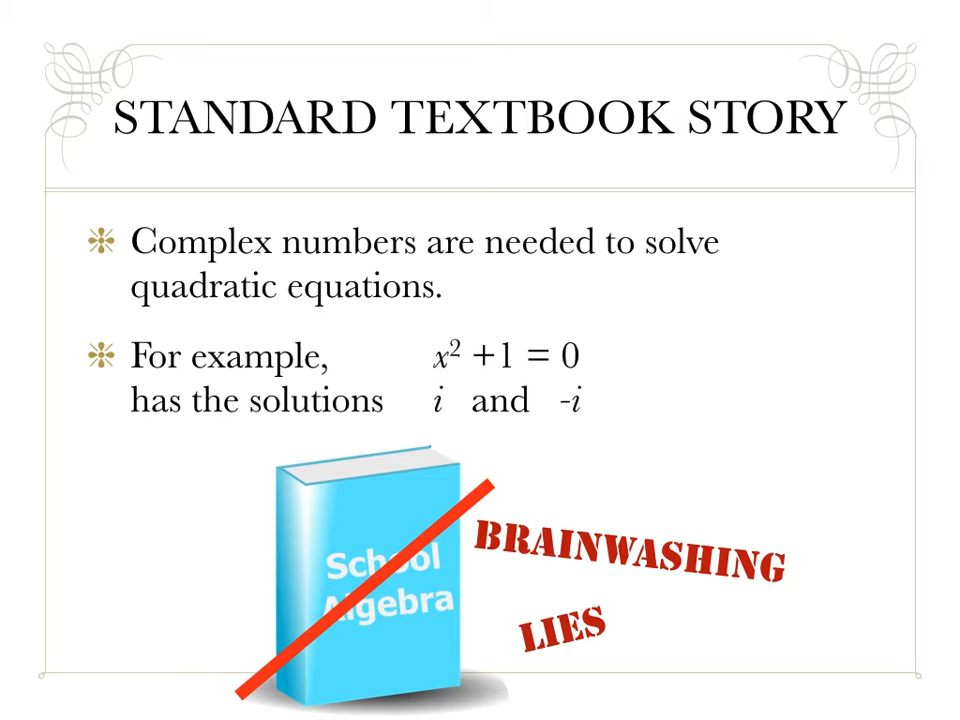 STANDARD TEXTBOOK STORY
Complex numbers are needed to solve
quadratic equations.
For example, x² +1 = 0
has the solutions i and -i
School
Algebra
BRAINWASHING
LIES